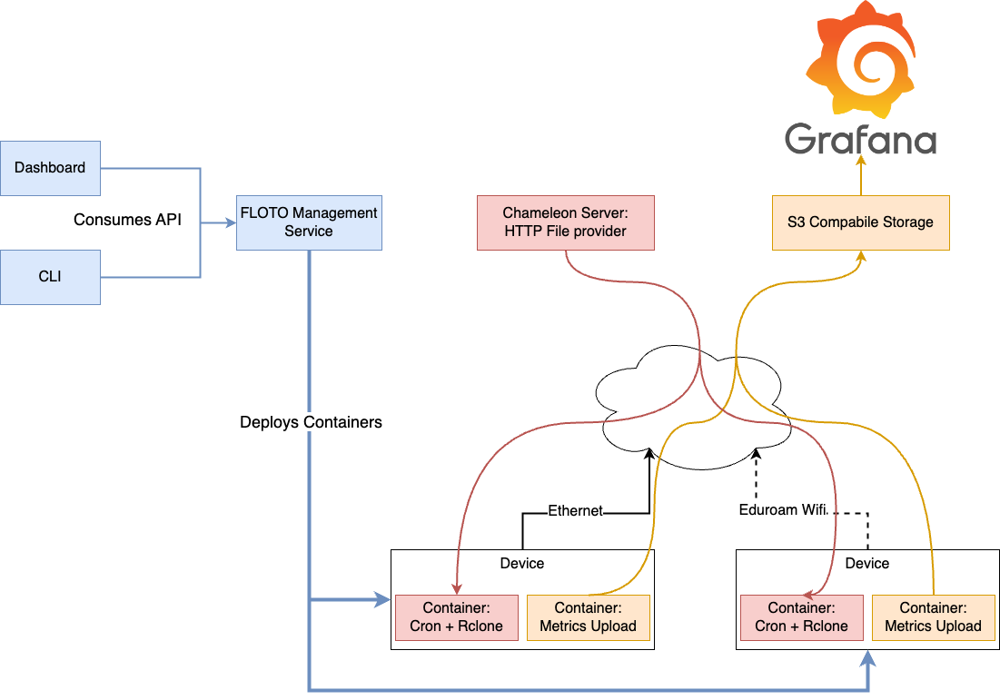 Grafana
Dashboard
Consumes API
CLI
FLOTO Management
Service
Chameleon Server:
HTTP File provider
S3 Compabile Storage
Deploys Containers
Ethernet
Eduroam Wifi
Device
Container:
Cron + Rclone
Container:
Metrics Upload
Device
Container:
Cron + Rclone
Container:
Metrics Upload